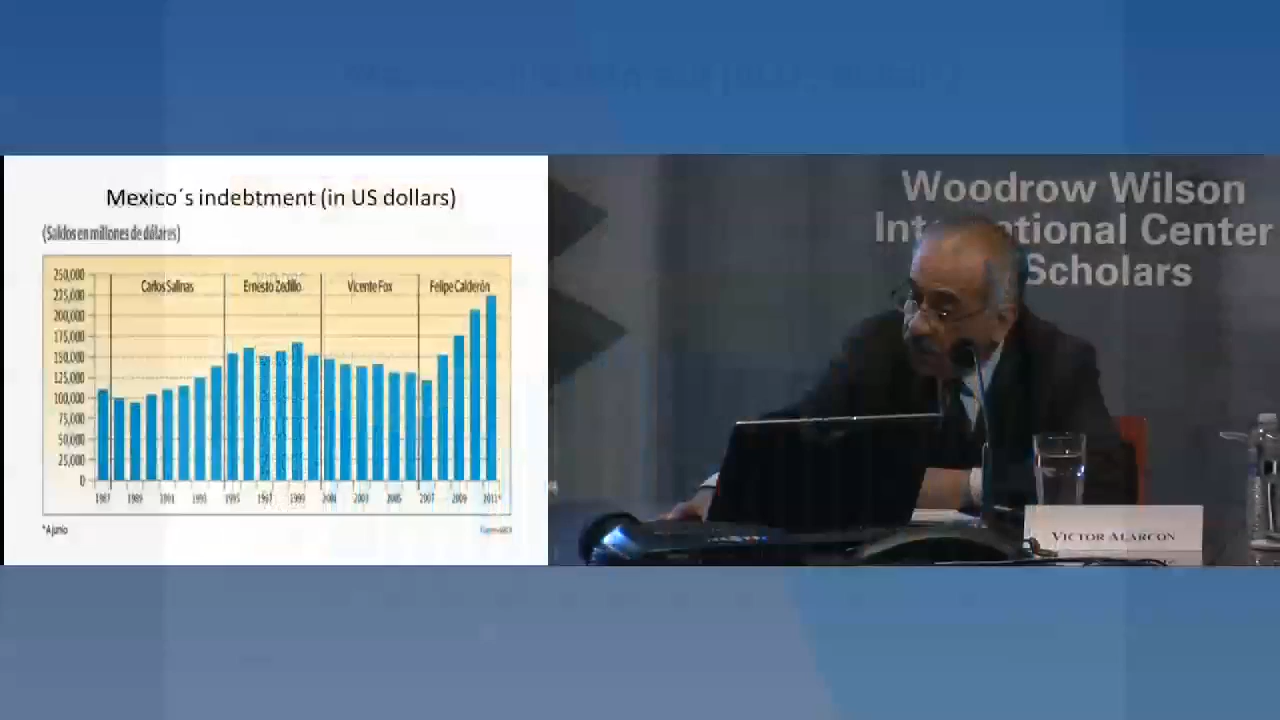 Mexico´s indebtment (in US dollars)
(Saldos en millones de dólares)
250,000
225,000
200,000
175,000
150,000
125,000
100,000
75,000
50,000
25,000
0
Carlos Salinas
Ernesto Zedillo
Vicente Fox
Felipe Calderón
1987
1989
1991
1993
1995
1997
1999
2001
2003
2005
2007
2009
2011*
*A junio
Woodrow Wilson
International Center
Scholars
VICTOR ALARCON